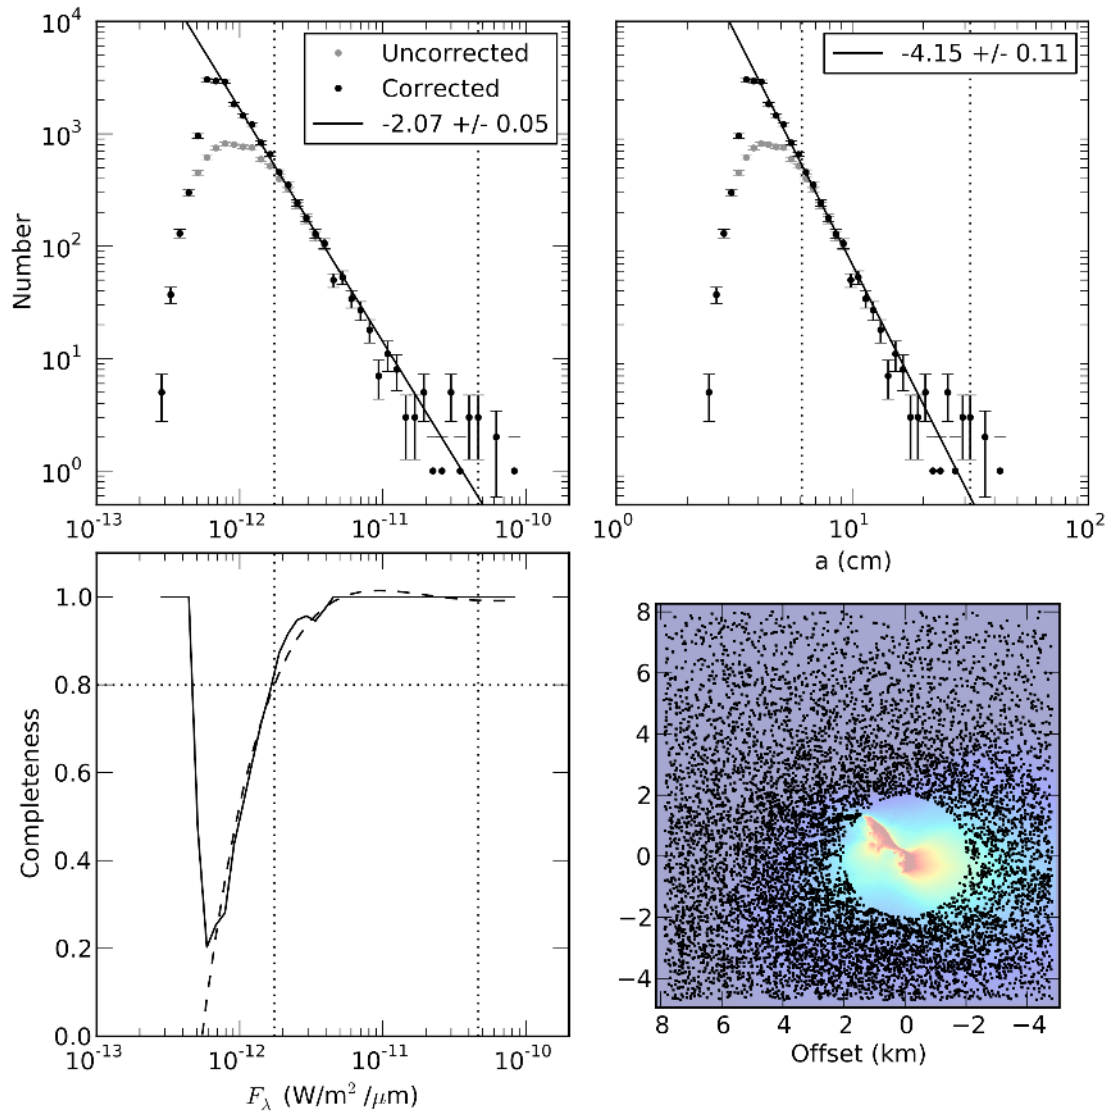 10^4
10^3
10^2
10^1
10^0
Number
Uncorrected
Corrected
-2.07 +/- 0.05
10^-13 10^-12 10^-11 10^-10
-4.15 +/- 0.11
10^0 10^1 10^2
a (cm)
1.0
0.8
0.6
0.4
0.2
0.0
Completeness
10^-13 10^-12 10^-11 10^-10
F_λ (W/m^2/μm)
8
6
4
2
0
−2
−4
8 6 4 2 0 −2 −4
Offset (km)